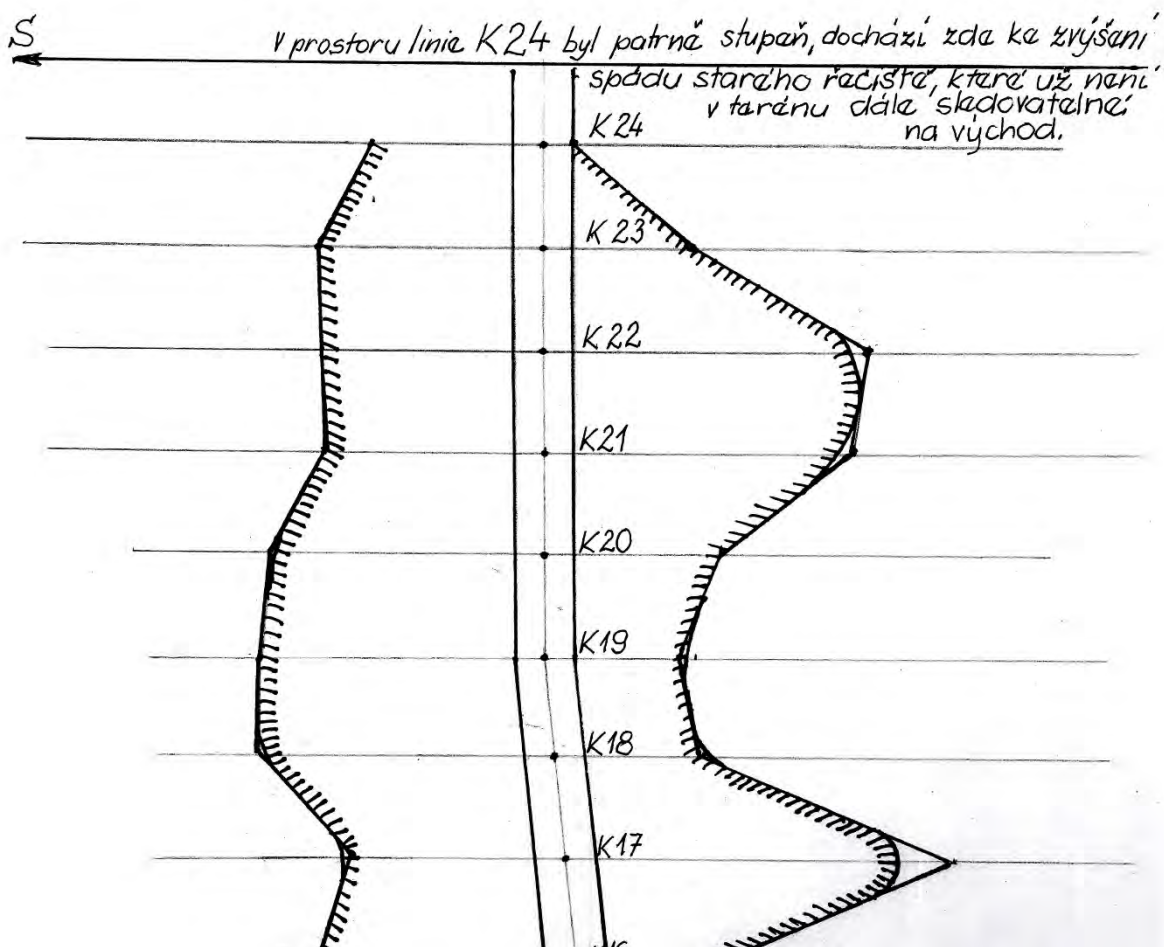 S
V prostoru linie K24 byl patrně stupeň, dochází zde ke zvýšení
spádu starého řečiště, které už není
v terénu dále sledovatelné
na východ.
K24
K23
K22
K21
K20
K19
K18
K17